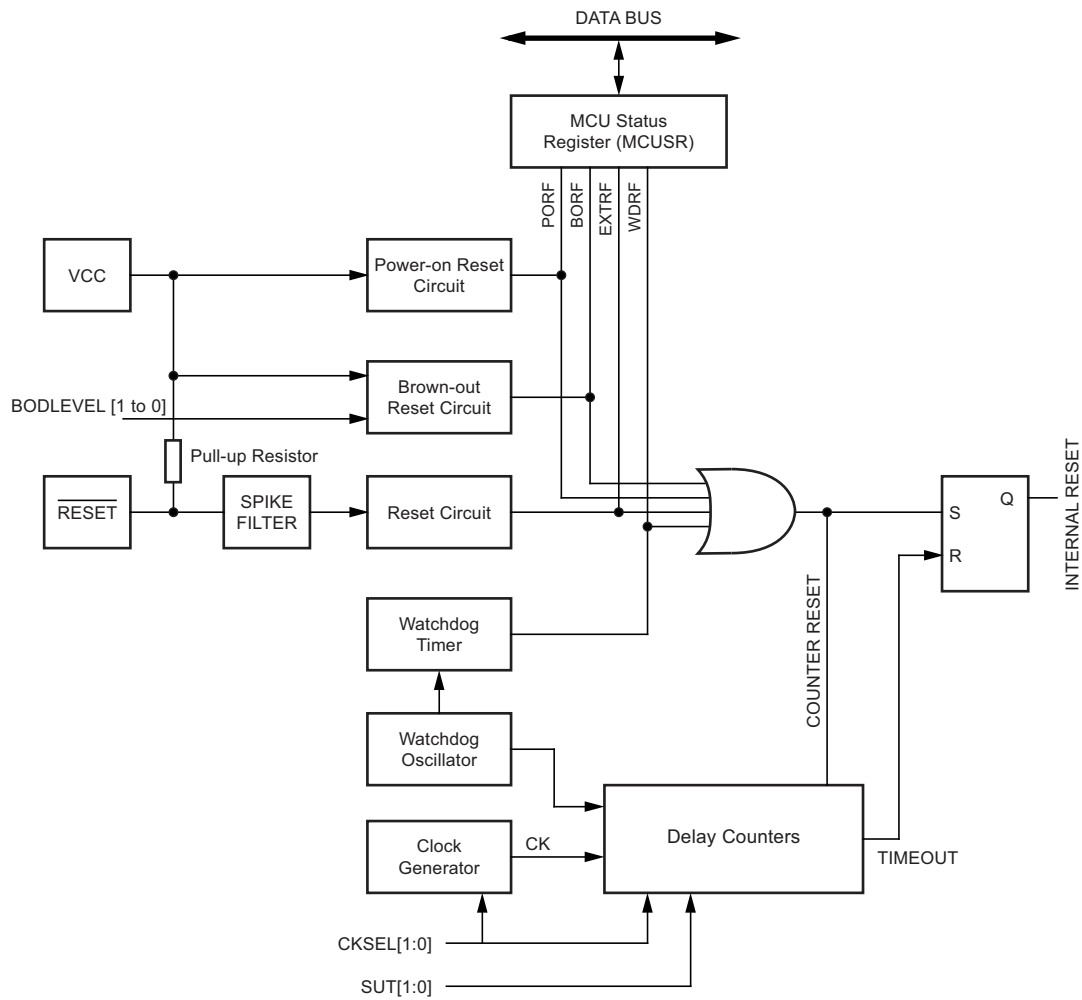 DATA BUS
MCU Status
Register (MCUSR)
PORF
BORF
EXTRF
WDRF
VCC
Power-on Reset
Circuit
Brown-out
Reset Circuit
BODLEVEL [1 to 0]
Pull-up Resistor
RESET
SPIKE
FILTER
Reset Circuit
S
Q
R
INTERNAL RESET
Watchdog
Timer
COUNTER RESET
Watchdog
Oscillator
Delay Counters
TIMEOUT
Clock
Generator
CK
CKSEL[1:0]
SUT[1:0]